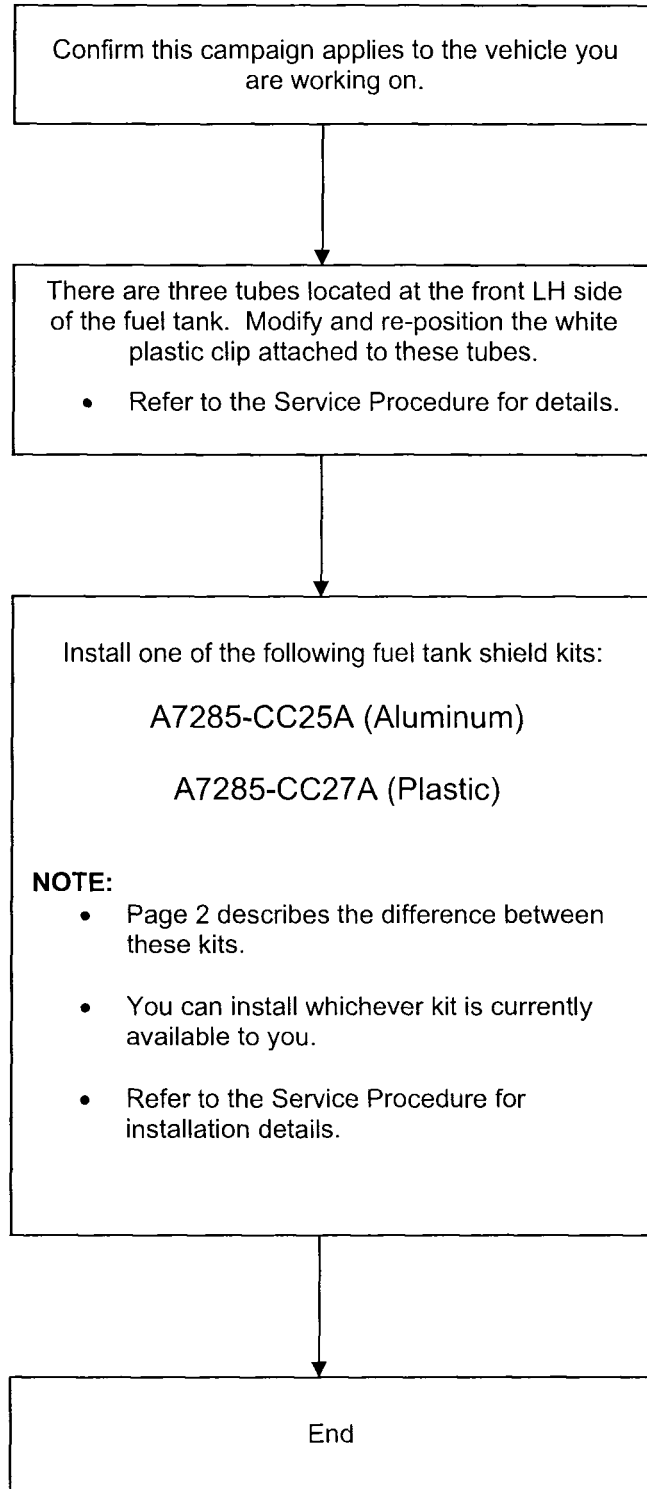 Confirm this campaign applies to the vehicle you
are working on.
There are three tubes located at the front LH side
of the fuel tank. Modify and re-position the white
plastic clip attached to these tubes.
• Refer to the Service Procedure for details.
Install one of the following fuel tank shield kits:
A7285-CC25A (Aluminum)
A7285-CC27A (Plastic)
NOTE:
• Page 2 describes the difference between
these kits.
• You can install whichever kit is currently
available to you.
• Refer to the Service Procedure for
installation details.
End